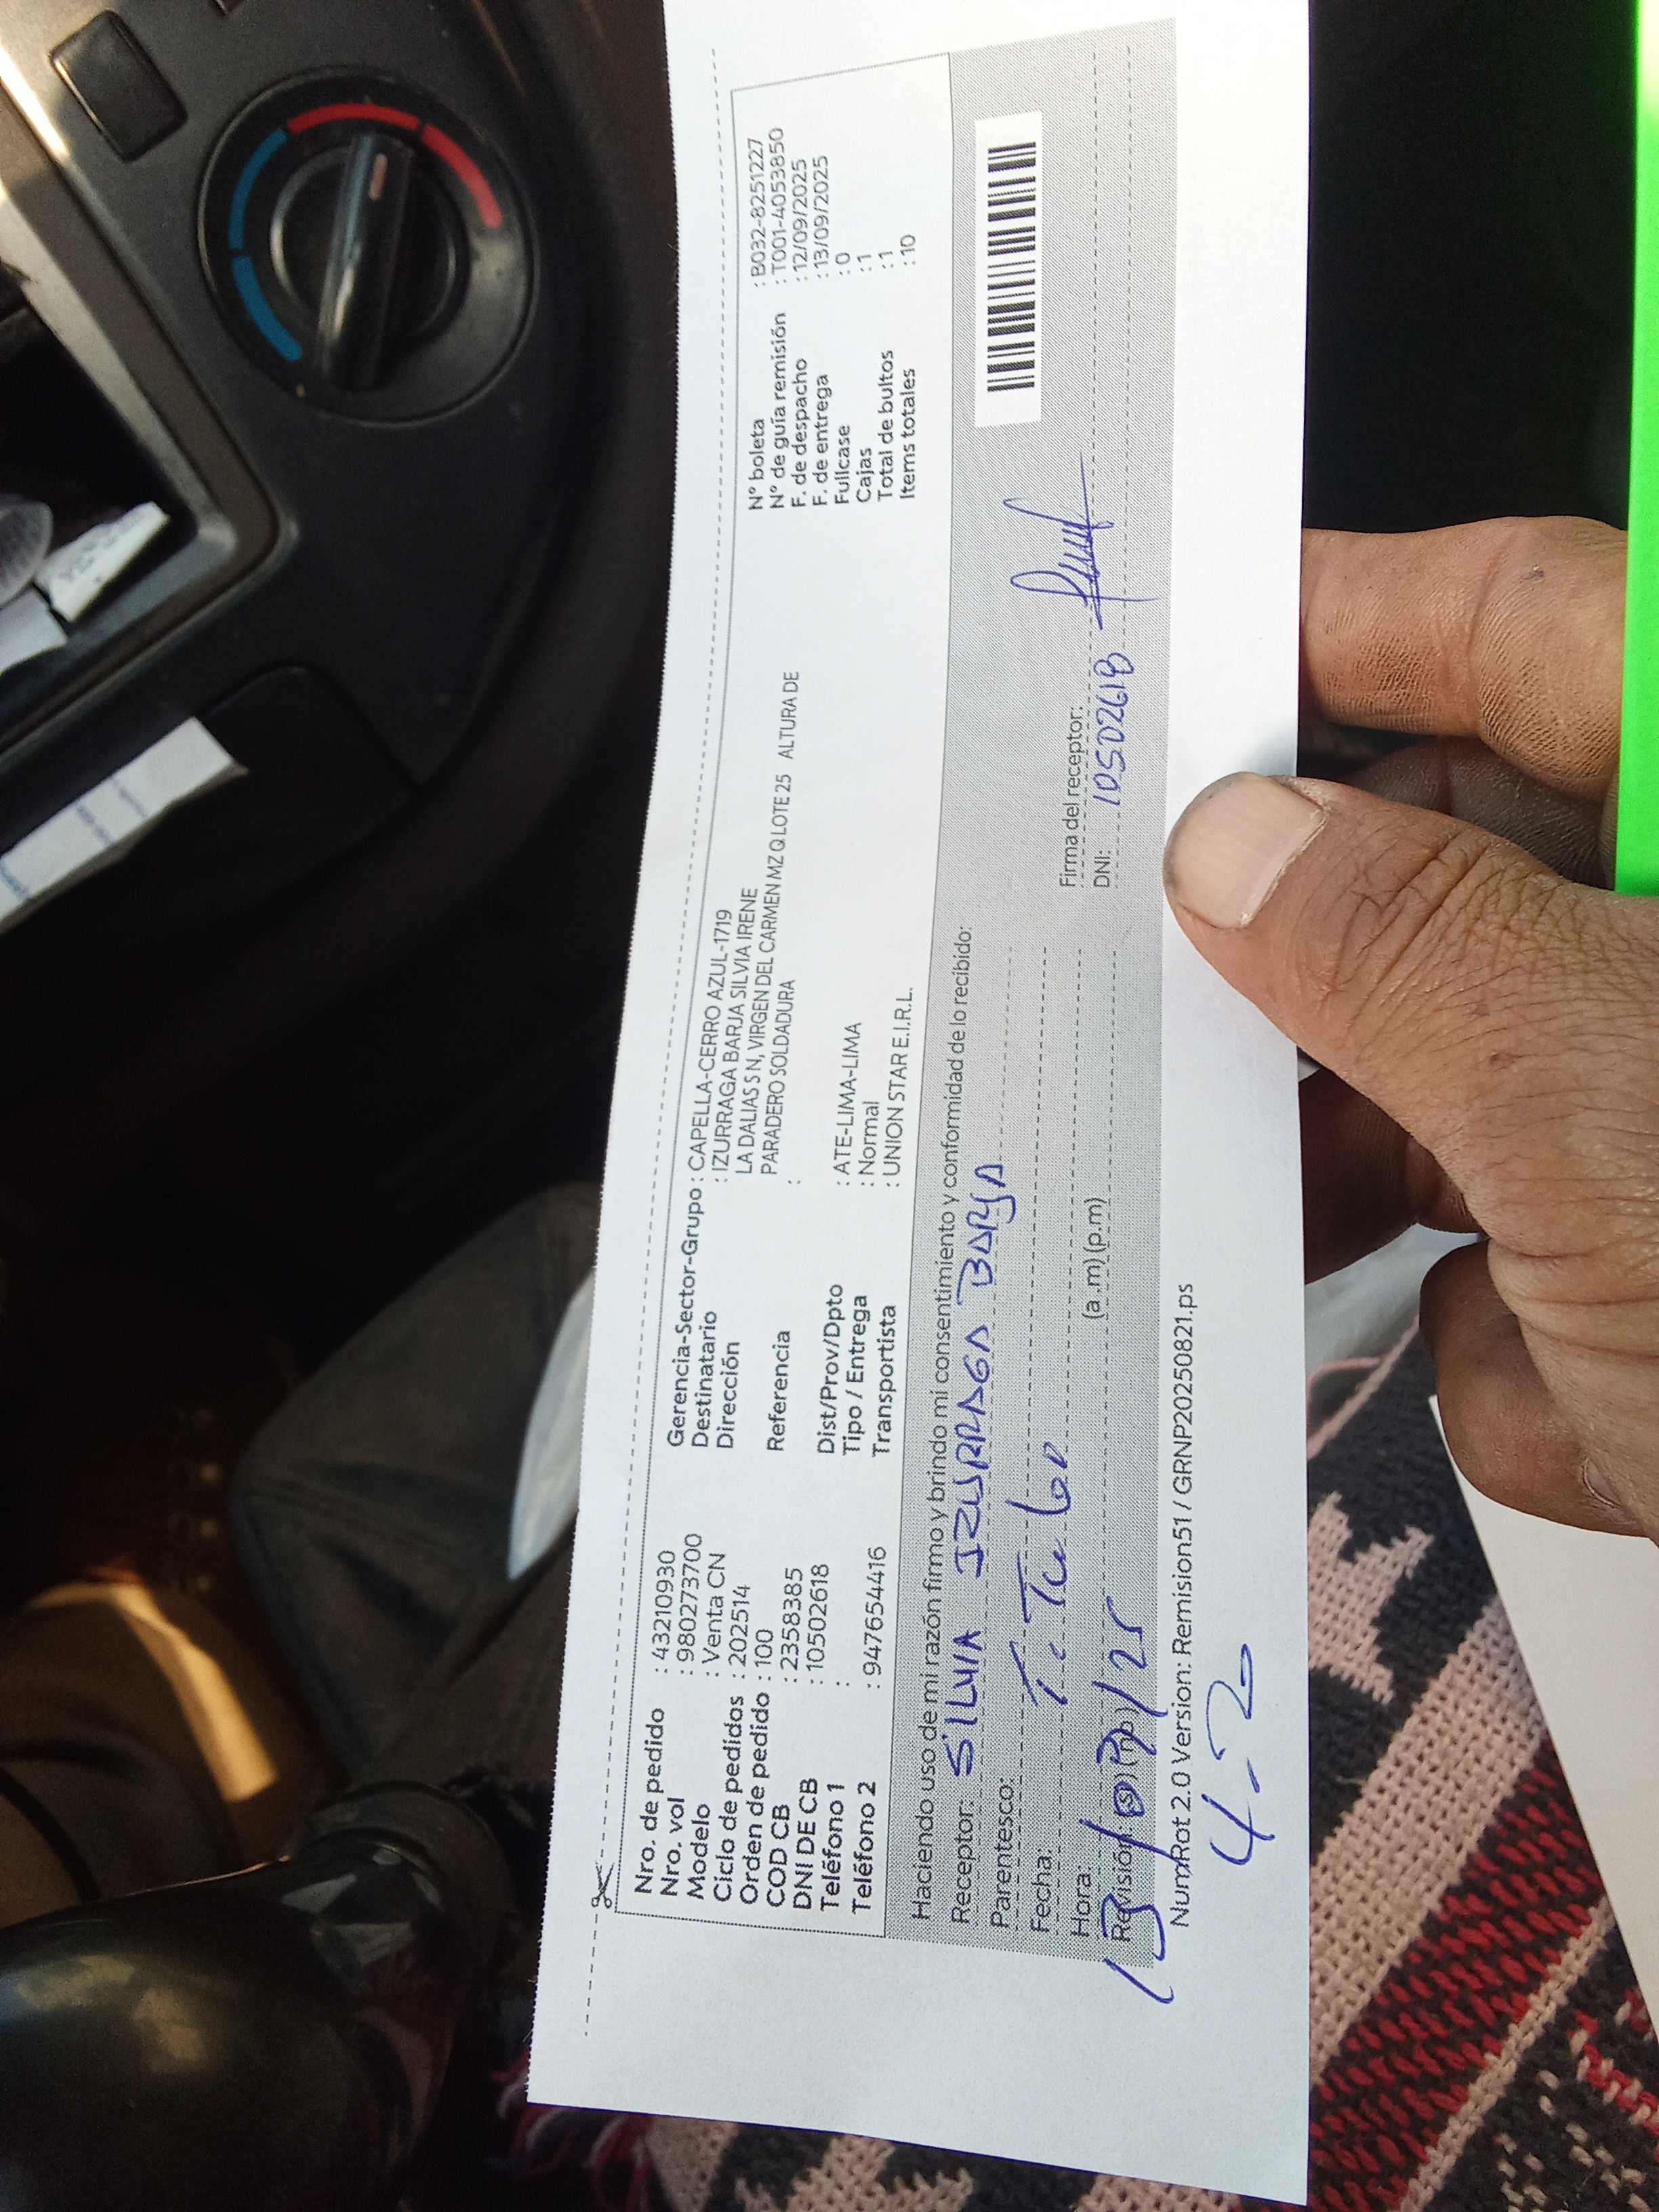 Nro. de pedido : 43210930
Nro. vol : 980273700
Modelo : Venta CN
Ciclo de pedidos : 202514
Orden de pedido : 100
COD CB : 2358385
DNI DE CB : 10502618
Teléfono 1 :
Teléfono 2 : 947654416
Gerencia-Sector-Grupo : CAPELLA-CERRO AZUL-1719
Destinatario : IZURRAGA BARJA SILVIA IRENE
Dirección LA DALIAS S N, VIRGEN DEL CARMEN MZ Q LOTE 25 ALTURA DE
PARADERO SOLDADURA
Referencia :
Dist/Prov/Dpto : ATE-LIMA-LIMA
Tipo / Entrega : Normal
Transportista : UNION STAR E.I.R.L.
N° boleta : B032-8251227
N° de guía remisión : T001-4053850
F. de despacho : 12/09/2025
F. de entrega : 13/09/2025
Fullcase : 0
Cajas : 1
Total de bultos : 1
Items totales : 10
Haciendo uso de mi razón firmo y brindo mi consentimiento y conformidad de lo recibido:
Receptor: SILVIA IZURRAGA BARJA
Parentesco:
Fecha:
Hora: (a.m) (p.m)
Revisión: (si) (no)
13/09/25
Firma del receptor:
DNI: 10502618
NumRot 2.0 Version: Remision51 / GRNP20250821.ps
4-20